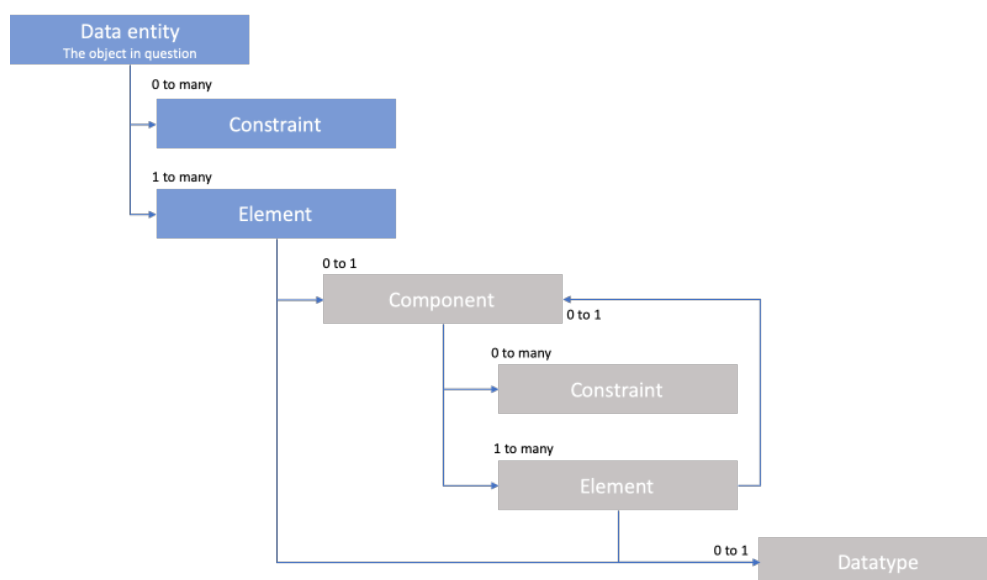 Data entity
The object in question
0 to many
Constraint
1 to many
Element
0 to 1
Component
0 to 1
0 to many
Constraint
1 to many
Element
0 to 1
Datatype